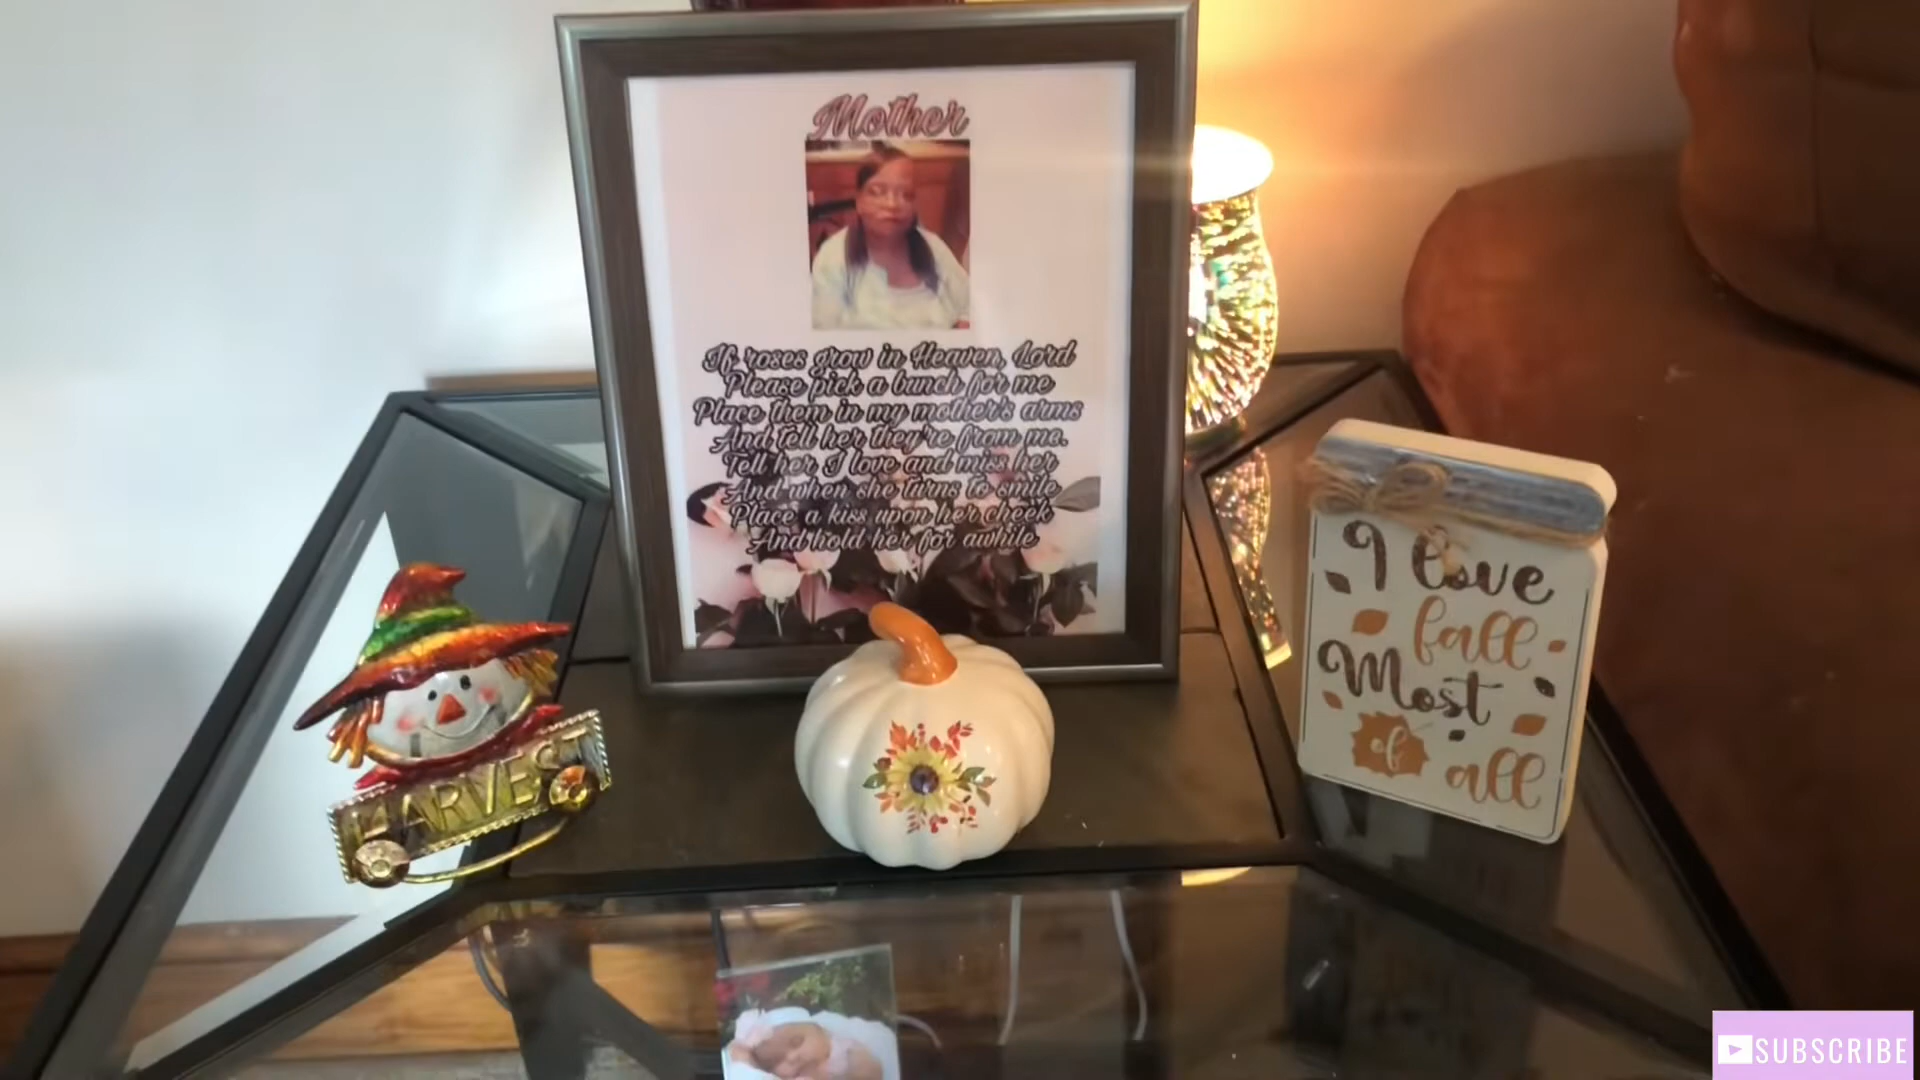 Mother
If roses grow in Heaven, Lord
Please pick a bunch for me
Place them in my mother's arms
And tell her they're from me.
Tell her I love and miss her
And when she turns to smile
Place a kiss upon her cheek
And hold her for awhile
HARVEST
I love
fall
Most
of
all
SUBSCRIBE